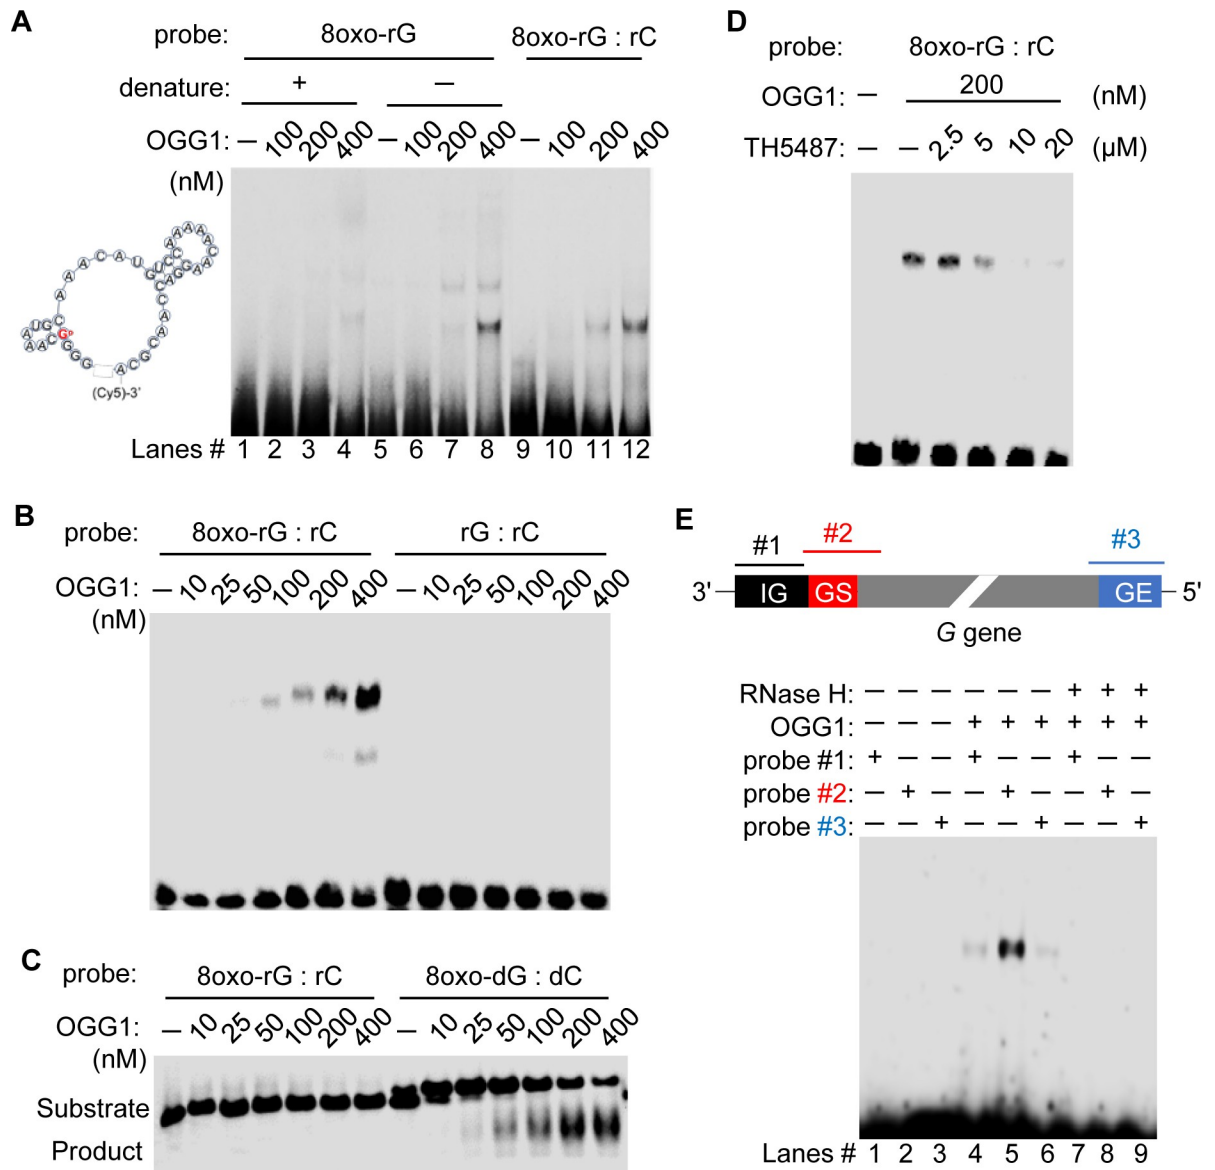 A
probe: 8oxo-rG 8oxo-rG : rC
denature: + –
OGG1: – 100 200 400 – 100 200 400 – 100 200 400
(nM)
(Cy5)-3'
Lanes # 1 2 3 4 5 6 7 8 9 10 11 12
B
probe: 8oxo-rG : rC rG : rC
OGG1: – 10 25 50 100 200 400 – 10 25 50 100 200 400
(nM)
C
probe: 8oxo-rG : rC 8oxo-dG : dC
OGG1: – 10 25 50 100 200 400 – 10 25 50 100 200 400
(nM)
Substrate
Product
D
probe: 8oxo-rG : rC
OGG1: – 200 (nM)
TH5487: – – 2.5 5 10 20 (µM)
E
#1 #2 #3
3' IG GS GE 5'
G gene
RNase H: – – – – – – + + +
OGG1: – – – + + + + + +
probe #1: + – – + – – + – –
probe #2: – + – – + – – + –
probe #3: – – + – – + – – +
Lanes # 1 2 3 4 5 6 7 8 9